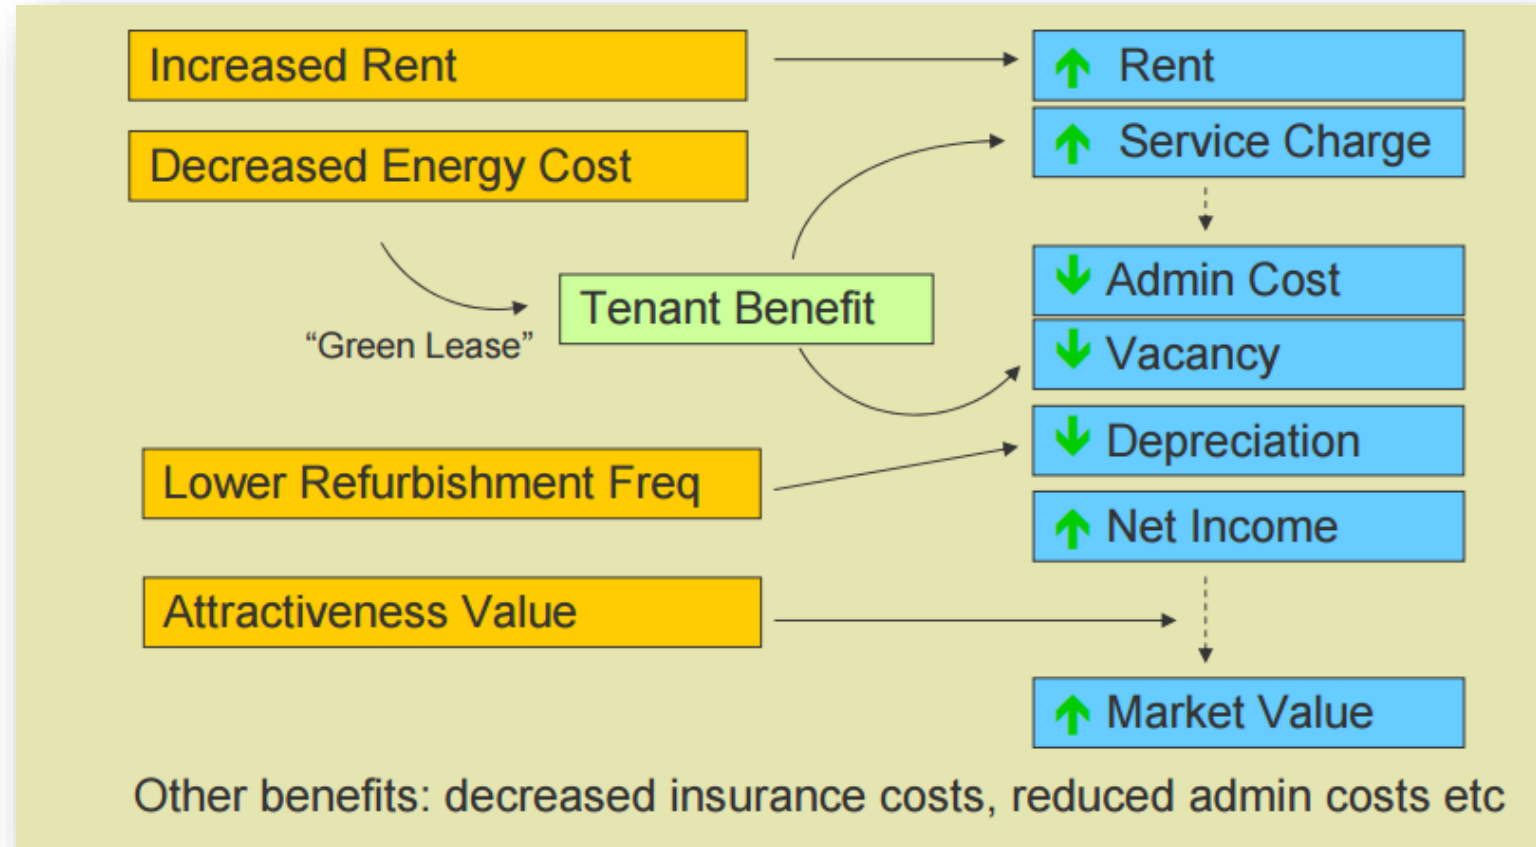 Increased Rent
Rent
Decreased Energy Cost
Service Charge
Tenant Benefit
Admin Cost
"Green Lease"
Vacancy
Lower Refurbishment Freq
Depreciation
Net Income
Attractiveness Value
Market Value
Other benefits: decreased insurance costs, reduced admin costs etc